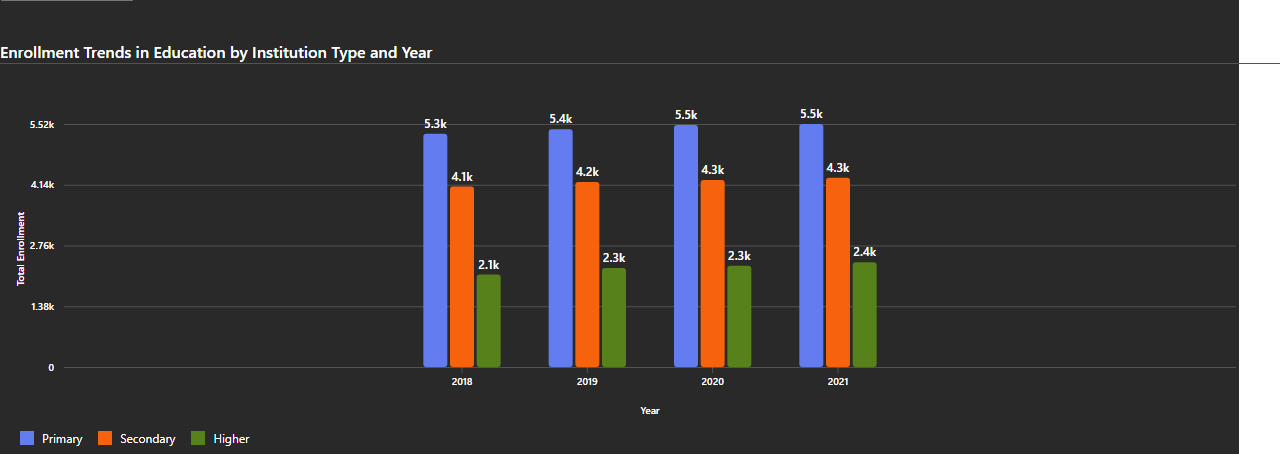 Enrollment Trends in Education by Institution Type and Year
5.52k
4.14k
2.76k
1.38k
0
Total Enrollment
5.3k
4.1k
2.1k
5.4k
4.2k
2.3k
5.5k
4.3k
2.3k
5.5k
4.3k
2.4k
2018
2019
2020
2021
Year
Primary
Secondary
Higher